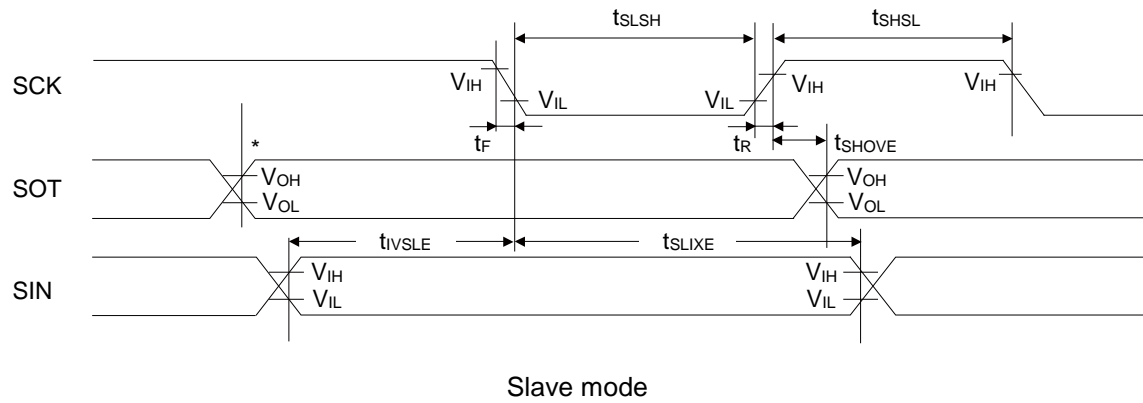 tSLSH
tSHSL
SCK
VIH
VIL
VIL
VIH
VIH
tF
tR
tSHOVE
*
SOT
VOH
VOL
VOH
VOL
tIVSLE
tSLIXE
SIN
VIH
VIL
VIH
VIL
Slave mode